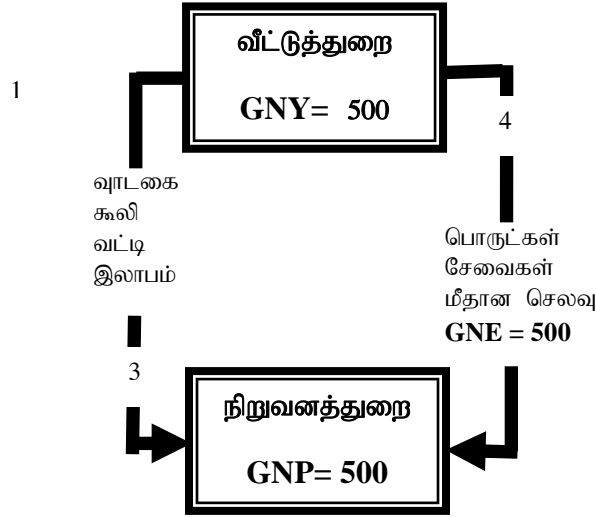 வீட்டுத்துறை
GNY= 500
1
4
வாடகை
கூலி
வட்டி
இலாபம்
பொருட்கள்
சேவைகள்
மீதான செலவு
GNE = 500
3
நிறுவனத்துறை
GNP= 500